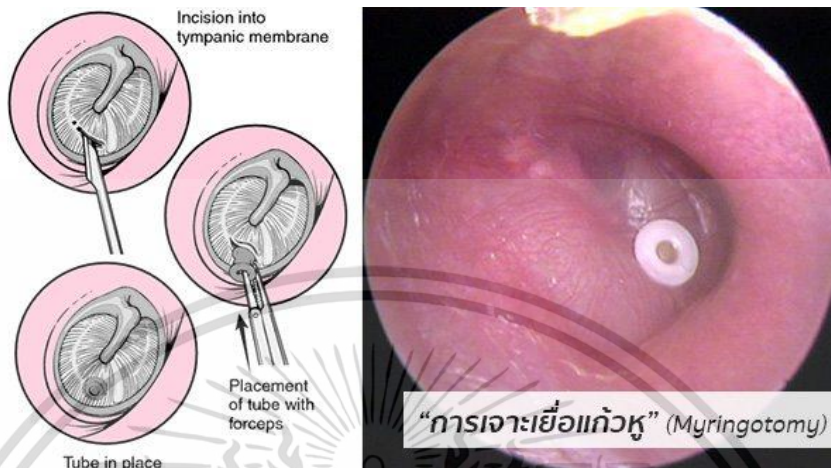 Incision into
tympanic membrane
Placement
of tube with
forceps
Tube in place
“การเจาะเยื่อแก้วหู” (Myringotomy)